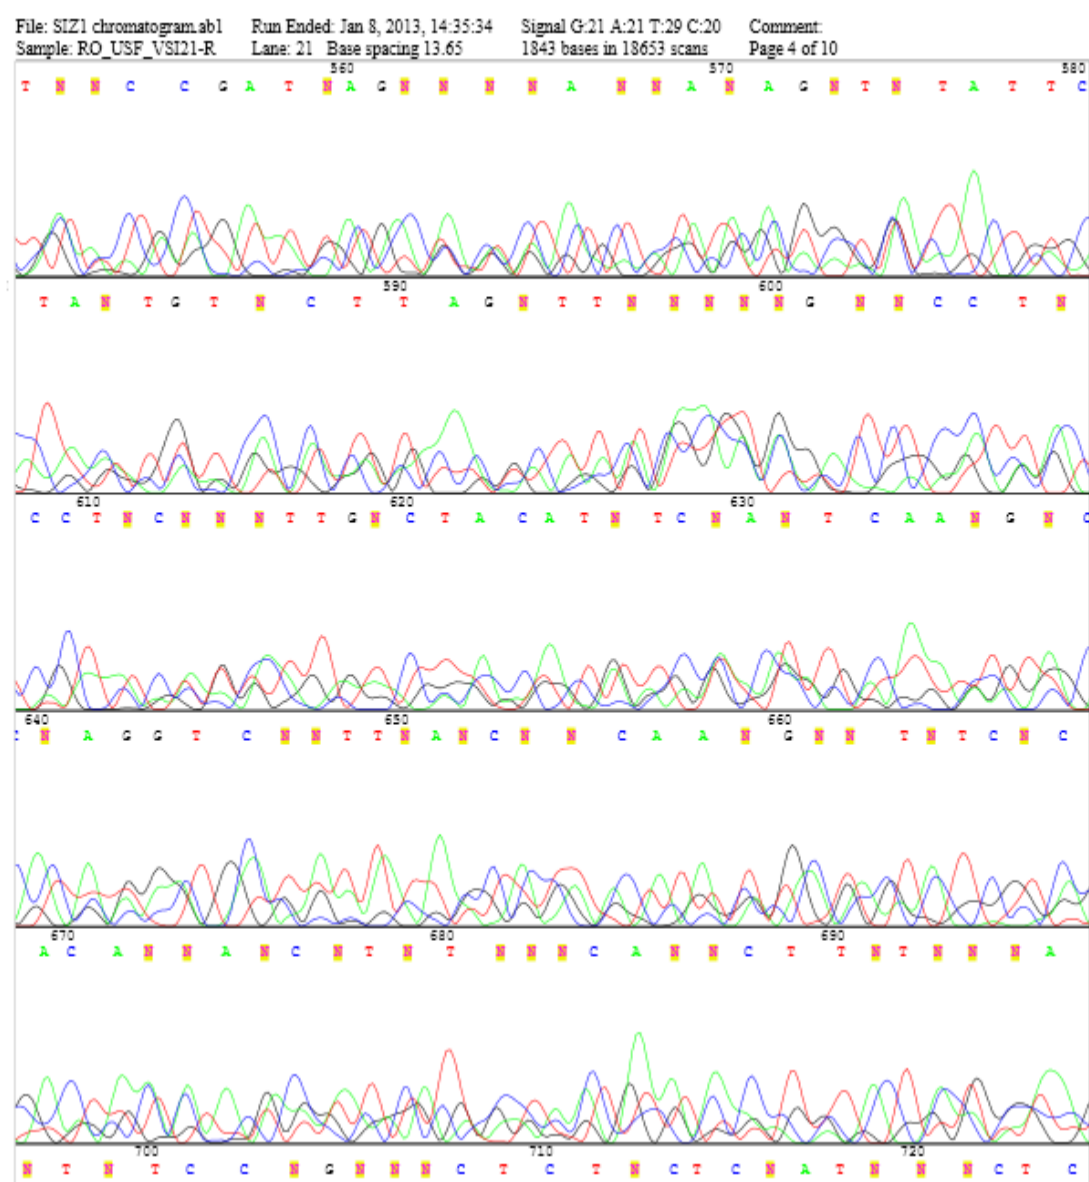 File: SIZ1 chromatogram.ab1 Run Ended: Jan 8, 2013, 14:35:34 Signal G:21 A:21 T:29 C:20 Comment:
Sample: RO_USF_VSI21-R Lane: 21 Base spacing 13.65 1843 bases in 18653 scans Page 4 of 10
560 570 580
T N N C C G A T N A G N N N N A N N A N A G N T N T A T T C
590 600
T A N T G T N C T T A G N T T N N N N N G N N C C T N
610 620 630
C C T N C N N N T T G N C T A C A T N T C N A N T C A A N G N C
640 650 660
N A G G T C N N T T N A N C N N C A A N G N N T N T C N C
670 680 690
A C A N N A N C N T N T N N N C A N N C T T N T N N N A
700 710 720
N T N T C C N G N N N C T C T N C T C N A T N N N C T C